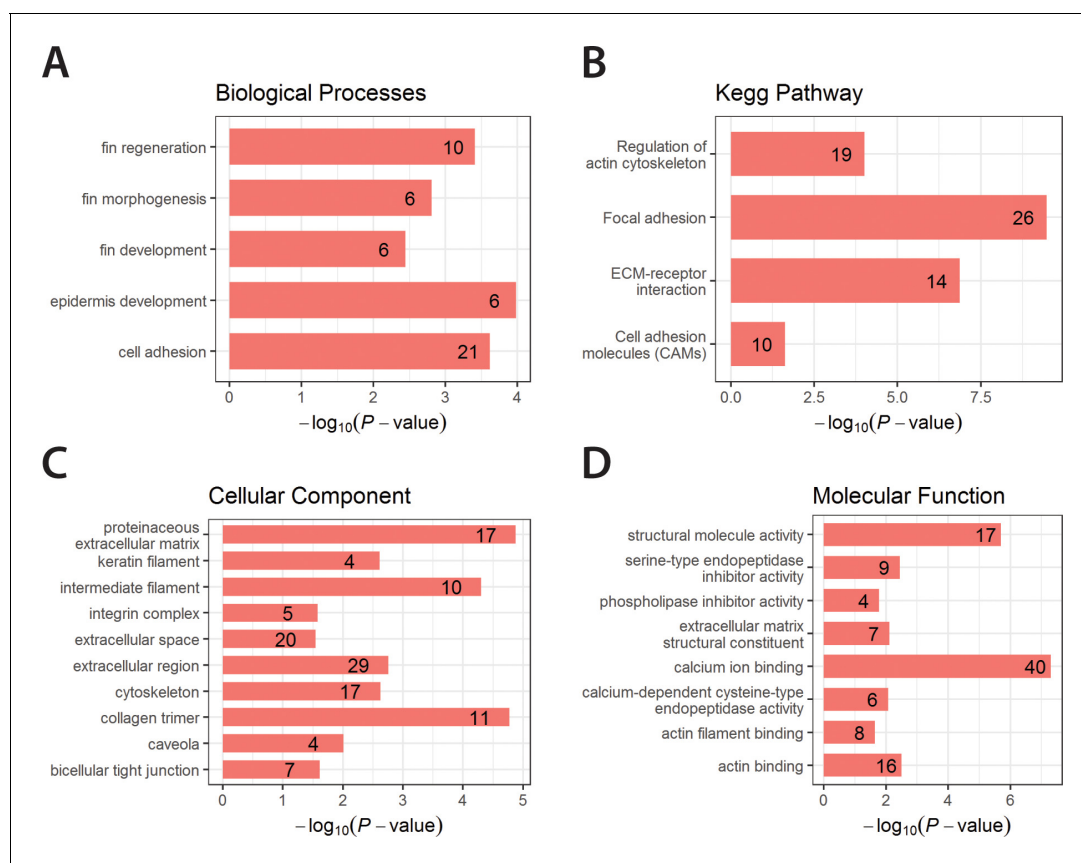 A
Biological Processes
fin regeneration
10
fin morphogenesis
6
fin development
6
epidermis development
6
cell adhesion
21
0 1 2 3 4
−log10(P − value)
B
Kegg Pathway
Regulation of
actin cytoskeleton
19
Focal adhesion
26
ECM-receptor
interaction
14
Cell adhesion
molecules (CAMs)
10
0.0 2.5 5.0 7.5
−log10(P − value)
C
Cellular Component
proteinaceous
extracellular matrix
17
keratin filament
4
intermediate filament
10
integrin complex
5
extracellular space
20
extracellular region
29
cytoskeleton
17
collagen trimer
11
caveola
4
bicellular tight junction
7
0 1 2 3 4 5
−log10(P − value)
D
Molecular Function
structural molecule activity
17
serine-type endopeptidase
inhibitor activity
9
phospholipase inhibitor activity
4
extracellular matrix
structural constituent
7
calcium ion binding
40
calcium-dependent cysteine-type
endopeptidase activity
6
actin filament binding
8
actin binding
16
0 2 4 6
−log10(P − value)